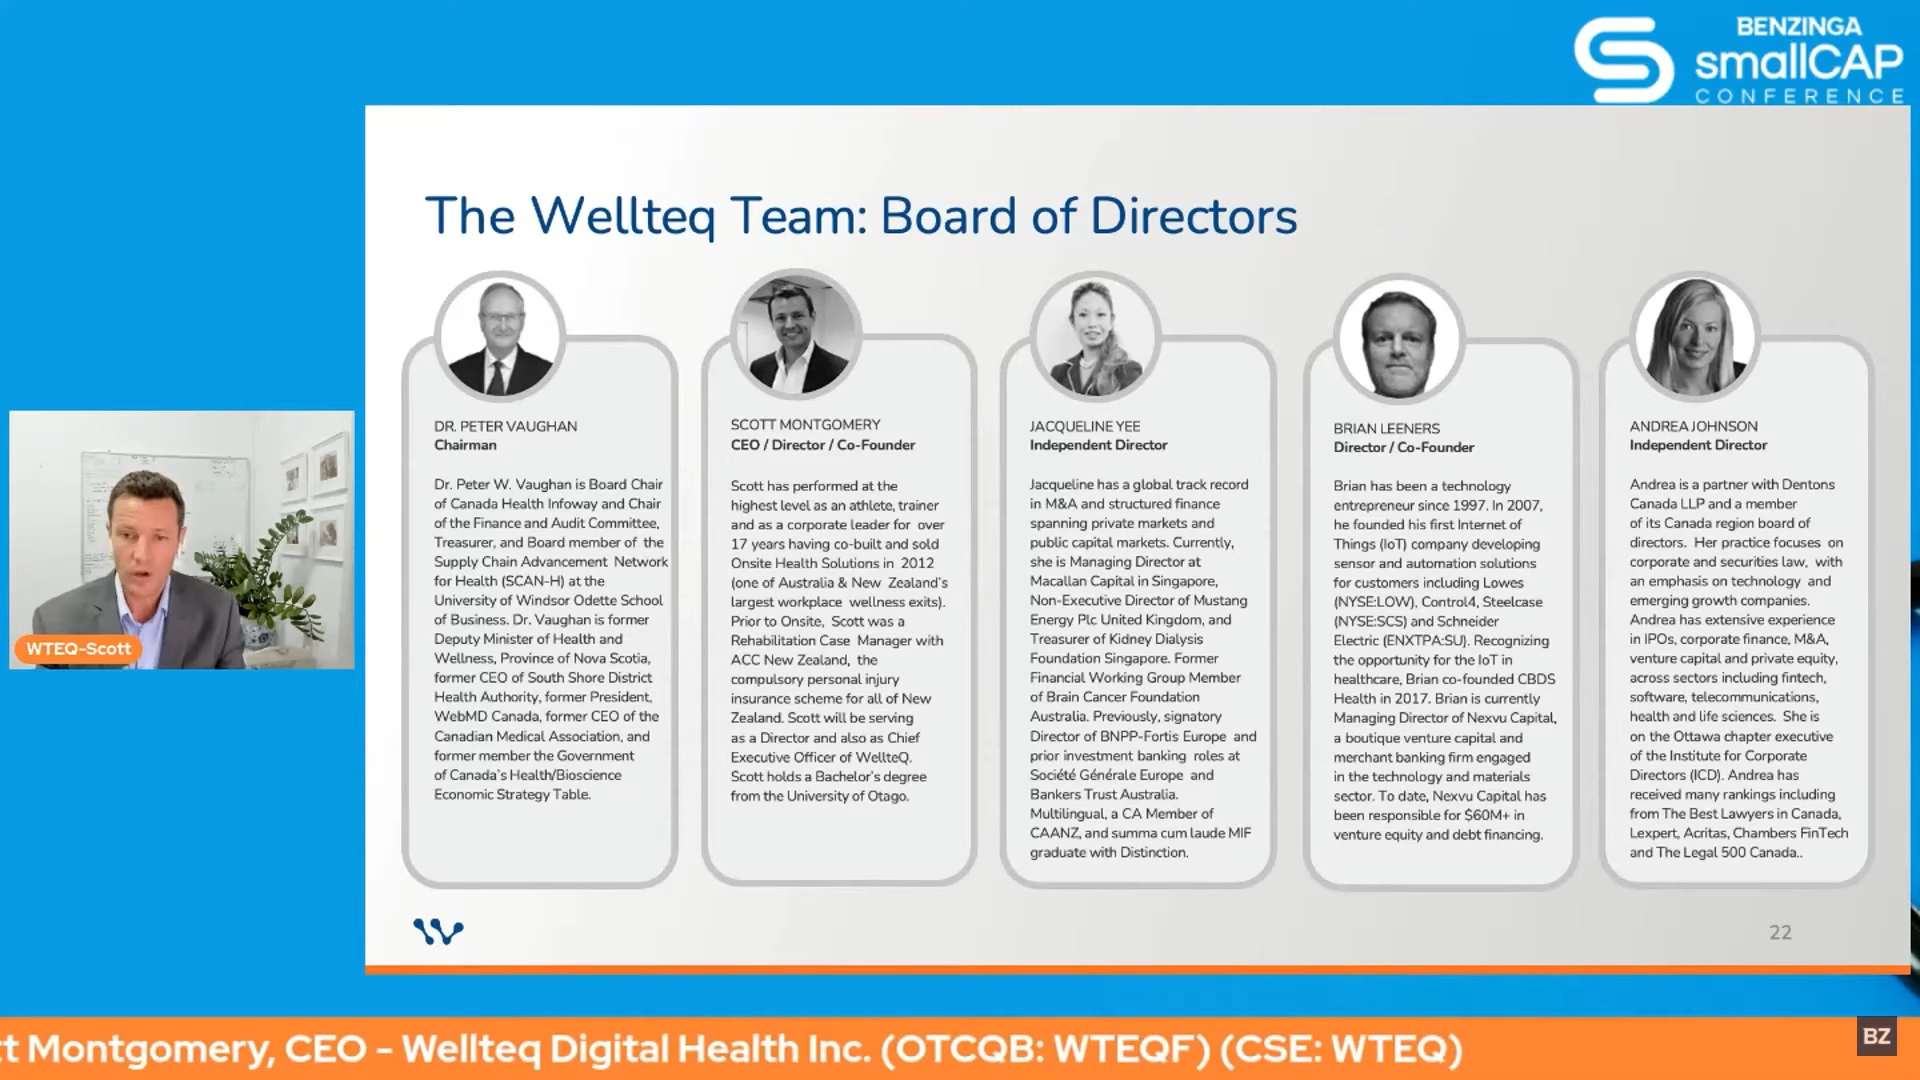 BENZINGA
smallCAP
CONFERENCE
The Wellteq Team: Board of Directors
DR. PETER VAUGHAN
Chairman
Dr. Peter W. Vaughan is Board Chair
of Canada Health Infoway and Chair
of the Finance and Audit Committee,
Treasurer, and Board member of the
Supply Chain Advancement Network
for Health (SCAN-H) at the
University of Windsor Odette School
of Business. Dr. Vaughan is former
Deputy Minister of Health and
Wellness, Province of Nova Scotia,
former CEO of South Shore District
Health Authority, former President,
WebMD Canada, former CEO of the
Canadian Medical Association, and
former member the Government
of Canada's Health/Bioscience
Economic Strategy Table.
SCOTT MONTGOMERY
CEO / Director / Co-Founder
Scott has performed at the
highest level as an athlete, trainer
and as a corporate leader for over
17 years having co-built and sold
Onsite Health Solutions in 2012
(one of Australia & New Zealand's
largest workplace wellness exits).
Prior to Onsite, Scott was a
Rehabilitation Case Manager with
ACC New Zealand, the
compulsory personal injury
insurance scheme for all of New
Zealand. Scott will be serving
as a Director and also as Chief
Executive Officer of WellteQ.
Scott holds a Bachelor's degree
from the University of Otago.
JACQUELINE YEE
Independent Director
Jacqueline has a global track record
in M&A and structured finance
spanning private markets and
public capital markets. Currently,
she is Managing Director at
Macallan Capital in Singapore,
Non-Executive Director of Mustang
Energy Plc United Kingdom, and
Treasurer of Kidney Dialysis
Foundation Singapore. Former
Financial Working Group Member
of Brain Cancer Foundation
Australia. Previously, signatory
Director of BNPP-Fortis Europe and
prior investment banking roles at
Société Générale Europe and
Bankers Trust Australia.
Multilingual, a CA Member of
CAANZ, and summa cum laude MIF
graduate with Distinction.
BRIAN LEENERS
Director / Co-Founder
Brian has been a technology
entrepreneur since 1997. In 2007,
he founded his first Internet of
Things (IoT) company developing
sensor and automation solutions
for customers including Lowes
(NYSE:LOW), Control4, Steelcase
(NYSE:SCS) and Schneider
Electric (ENXTPA:SU). Recognizing
the opportunity for the IoT in
healthcare, Brian co-founded CBDS
Health in 2017. Brian is currently
Managing Director of Nexvu Capital,
a boutique venture capital and
merchant banking firm engaged
in the technology and materials
sector. To date, Nexvu Capital has
been responsible for $60M+ in
venture equity and debt financing.
ANDREA JOHNSON
Independent Director
Andrea is a partner with Dentons
Canada LLP and a member
of its Canada region board of
directors. Her practice focuses on
corporate and securities law, with
an emphasis on technology and
emerging growth companies.
Andrea has extensive experience
in IPOs, corporate finance, M&A,
venture capital and private equity,
across sectors including fintech,
software, telecommunications,
health and life sciences. She is
on the Ottawa chapter executive
of the Institute for Corporate
Directors (ICD). Andrea has
received many rankings including
from The Best Lawyers in Canada,
Lexpert, Acritas, Chambers FinTech
and The Legal 500 Canada..
WTEQ-Scott
22
tt Montgomery, CEO - Wellteq Digital Health Inc. (OTCQB: WTEQF) (CSE: WTEQ)
BZ